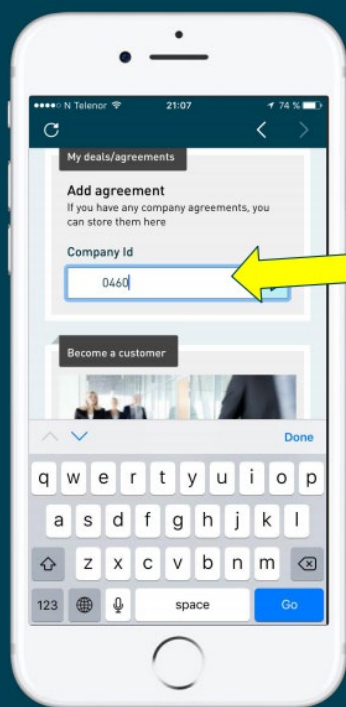 N Telenor 21:07 74 %
My deals/agreements
Add agreement
If you have any company agreements, you
can store them here
Company Id
0460
Become a customer
Done
q w e r t y u i o p
a s d f g h j k l
z x c v b n m
123 space Go